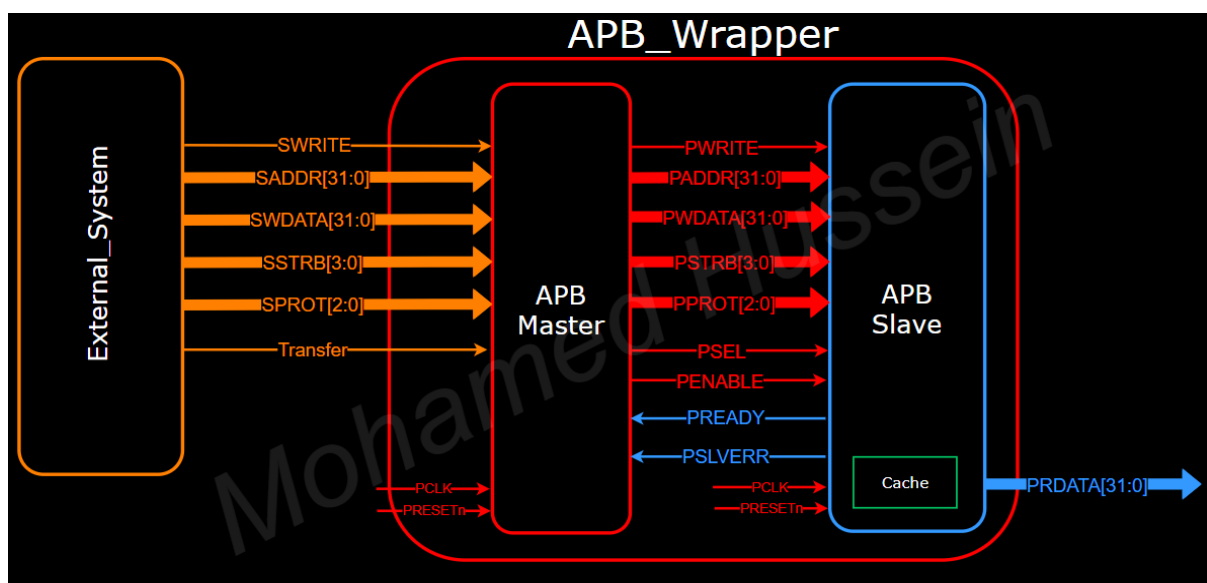 APB_Wrapper
External_System
SWRITE
SADDR[31:0]
SWDATA[31:0]
SSTRB[3:0]
SPROT[2:0]
Transfer
PCLK
PRESETn
APB
Master
PWRITE
PADDR[31:0]
PWDATA[31:0]
PSTRB[3:0]
PPROT[2:0]
PSEL
PENABLE
PREADY
PSLVERR
PCLK
PRESETn
APB
Slave
Cache
PRDATA[31:0]
Mohamed Hussein